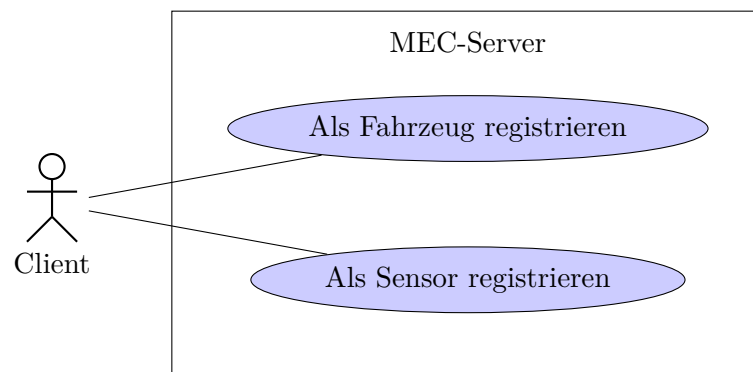 MEC-Server
Als Fahrzeug registrieren
Client
Als Sensor registrieren